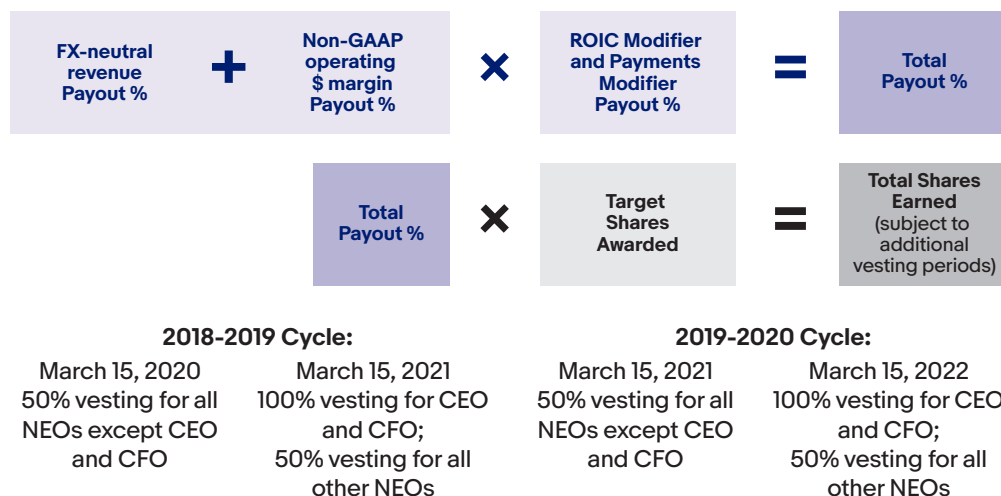 FX-neutral
revenue
Payout %
+
Non-GAAP
operating
$ margin
Payout %
×
ROIC Modifier
and Payments
Modifier
Payout %
=
Total
Payout %
Total
Payout %
×
Target
Shares
Awarded
=
Total Shares
Earned
(subject to
additional
vesting periods)
2018-2019 Cycle:
March 15, 2020
50% vesting for all
NEOs except CEO
and CFO
March 15, 2021
100% vesting for CEO
and CFO;
50% vesting for all
other NEOs
2019-2020 Cycle:
March 15, 2021
50% vesting for all
NEOs except CEO
and CFO
March 15, 2022
100% vesting for CEO
and CFO;
50% vesting for all
other NEOs